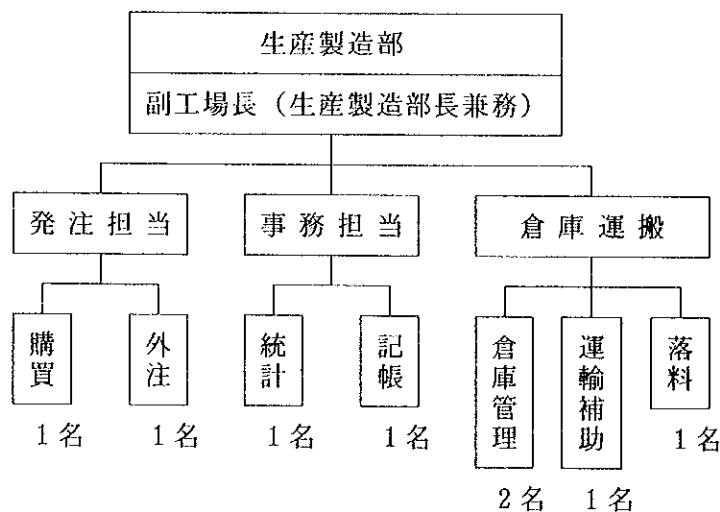 生産製造部
副工場長（生産製造部長兼務）
発注担当
事務担当
倉庫運搬
購買
外注
統計
記帳
倉庫管理
運輸補助
落料
1名
1名
1名
1名
1名
2名
1名